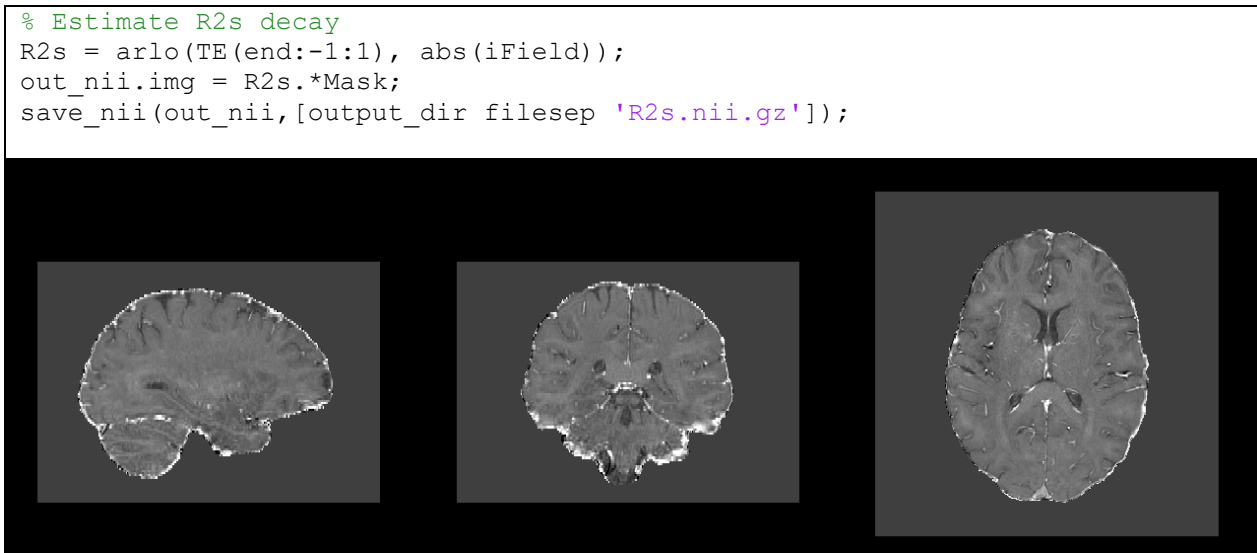 % Estimate R2s decay
R2s = arlo(TE(end:-1:1), abs(iField));
out_nii.img = R2s.*Mask;
save_nii(out_nii,[output_dir filesep 'R2s.nii.gz']);